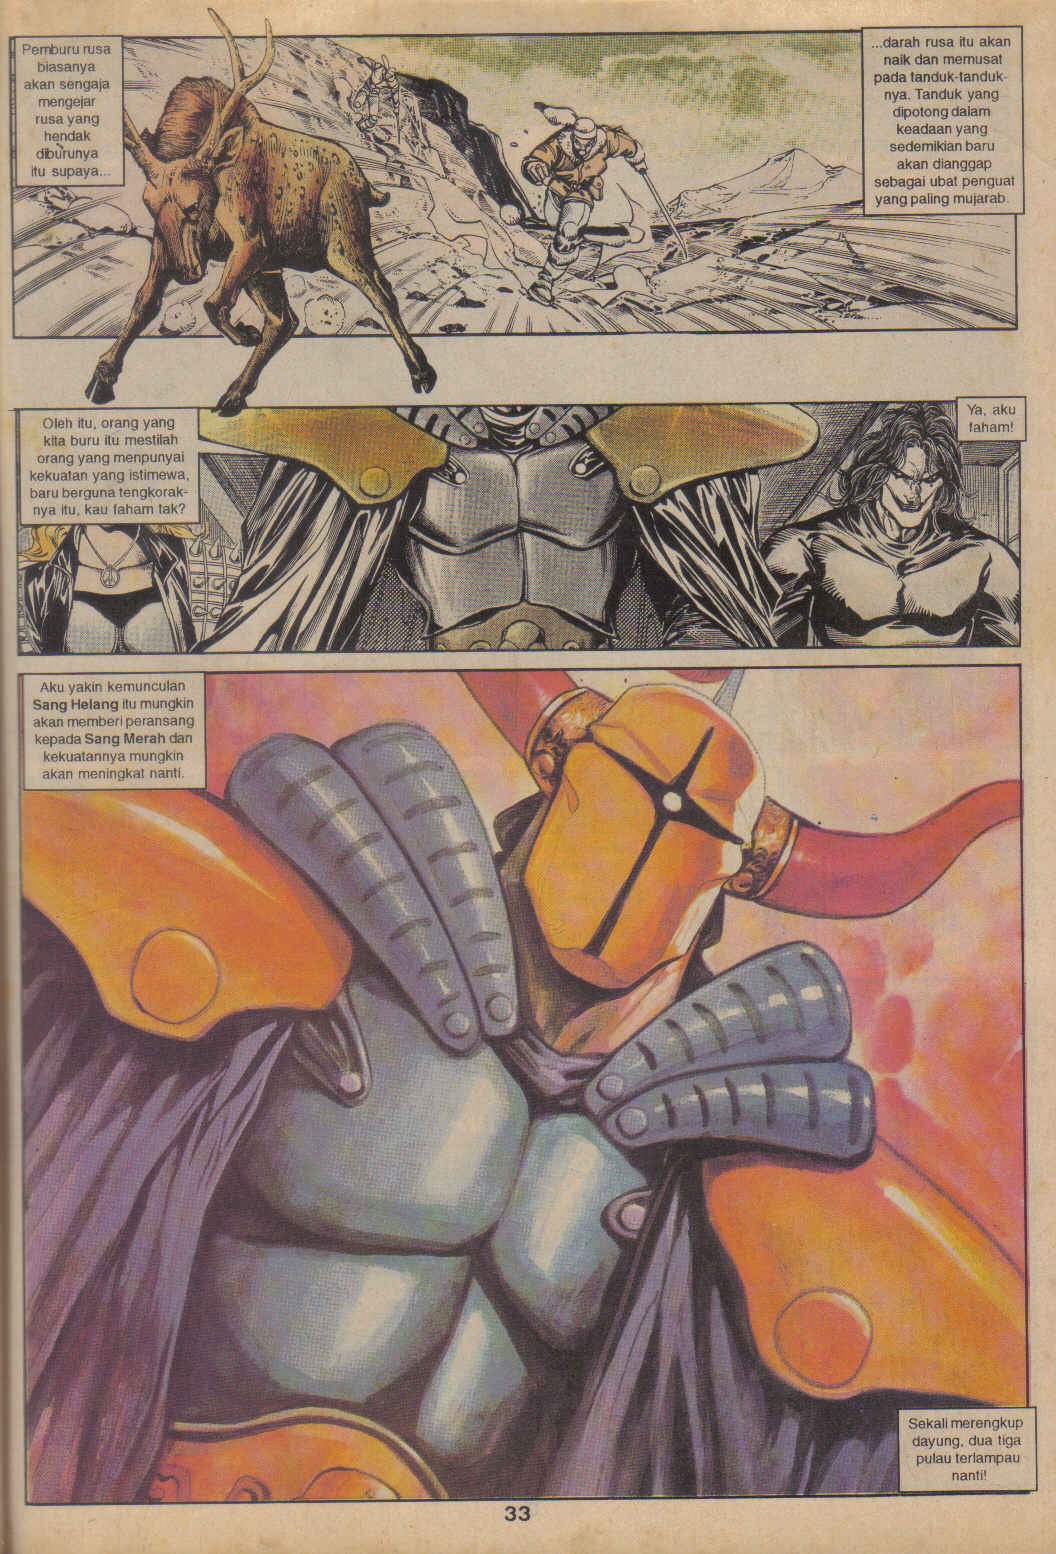 Pemburu rusa
biasanya
akan sengaja
mengejar
rusa yang
hendak
diburunya
itu supaya...
...darah rusa itu akan
naik dan memusat
pada tanduk-tanduk-
nya. Tanduk yang
dipotong dalam
keadaan yang
sedemikian baru
akan dianggap
sebagai ubat penguat
yang paling mujarab.
Oleh itu, orang yang
kita buru itu mestilah
orang yang menpunyai
kekuatan yang istimewa,
baru berguna tengkorak-
nya itu, kau faham tak?
Ya, aku
faham!
Aku yakin kemunculan
Sang Helang itu mungkin
akan memberi peransang
kepada Sang Merah dan
kekuatannya mungkin
akan meningkat nanti.
Sekali merengkup
dayung, dua tiga
pulau terlampau
nanti!
33